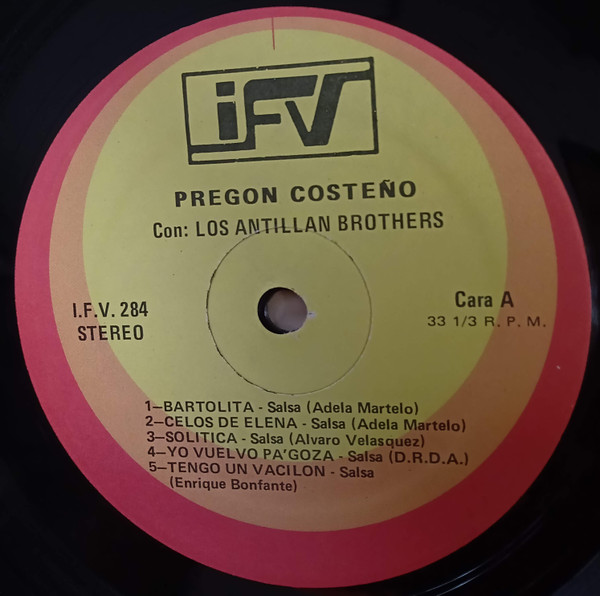 iFV
PREGON COSTEÑO
Con: LOS ANTILLAN BROTHERS
I.F.V. 284
STEREO
Cara A
33 1/3 R. P. M.
1—BARTOLITA - Salsa (Adela Martelo)
2—CELOS DE ELENA - Salsa (Adela Martelo)
3—SOLITICA - Salsa (Alvaro Velasquez)
4—YO VUELVO PA'GOZA - Salsa (D.R.D.A.)
5—TENGO UN VACILON - Salsa
(Enrique Bonfante)